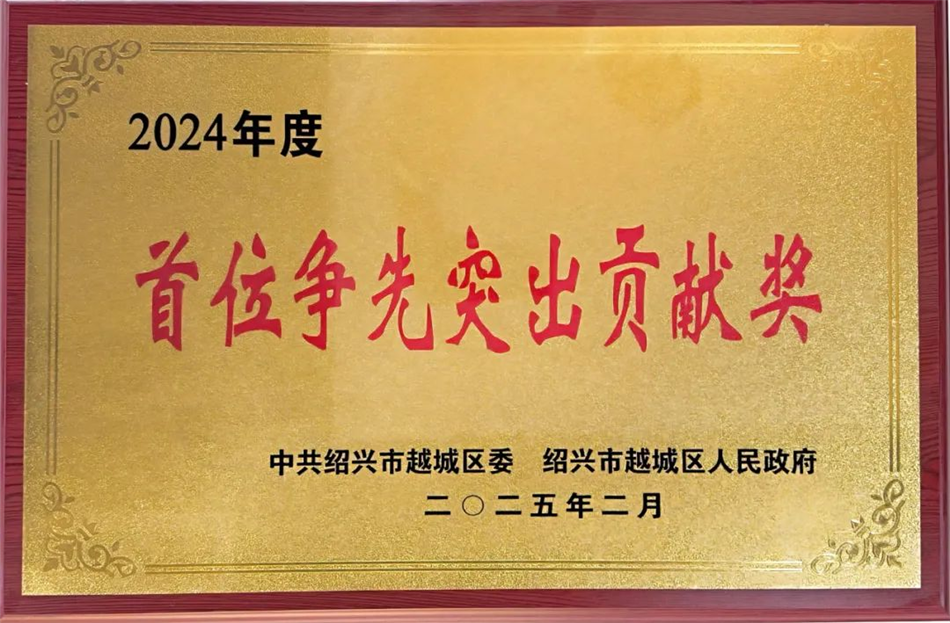 2024年度
首位争先突出贡献奖
中共绍兴市越城区委 绍兴市越城区人民政府
二〇二五年二月